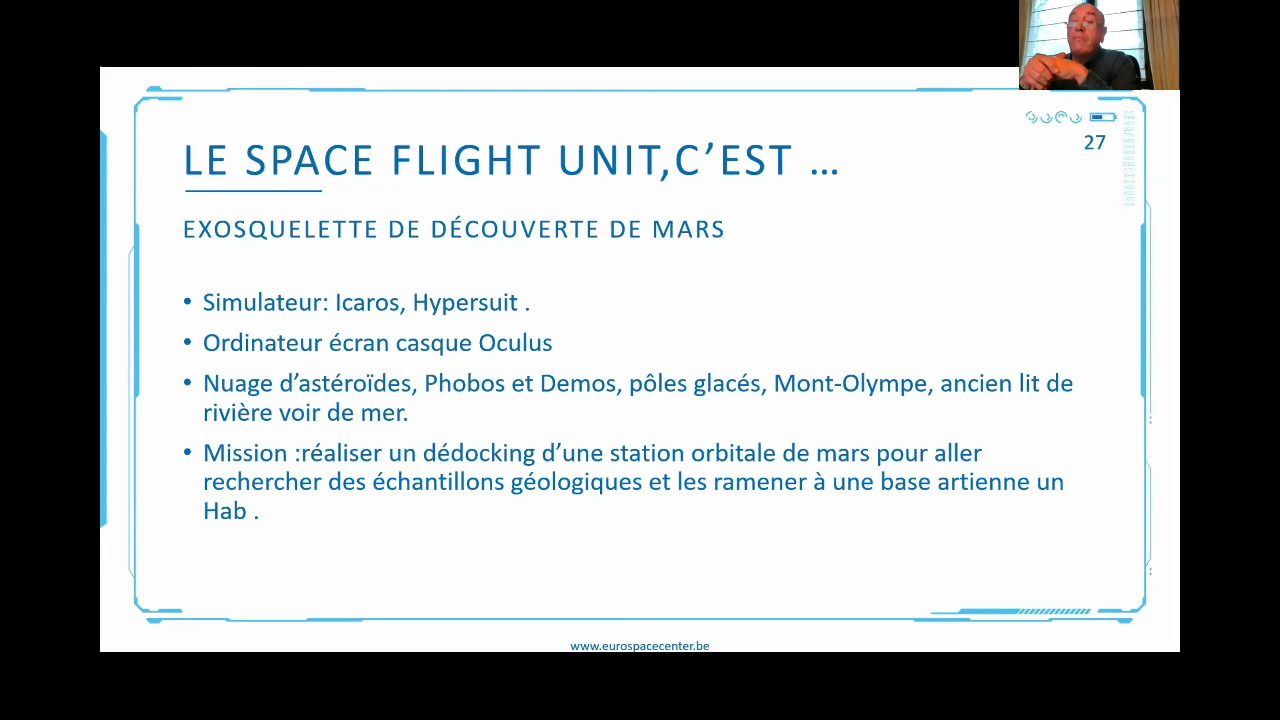 27
LE SPACE FLIGHT UNIT,C’EST …
EXOSQUELETTE DE DÉCOUVERTE DE MARS
• Simulateur: Icaros, Hypersuit .
• Ordinateur écran casque Oculus
• Nuage d’astéroïdes, Phobos et Demos, pôles glacés, Mont-Olympe, ancien lit de
rivière voir de mer.
• Mission :réaliser un dédocking d’une station orbitale de mars pour aller
rechercher des échantillons géologiques et les ramener à une base artienne un
Hab .
www.eurospacecenter.be